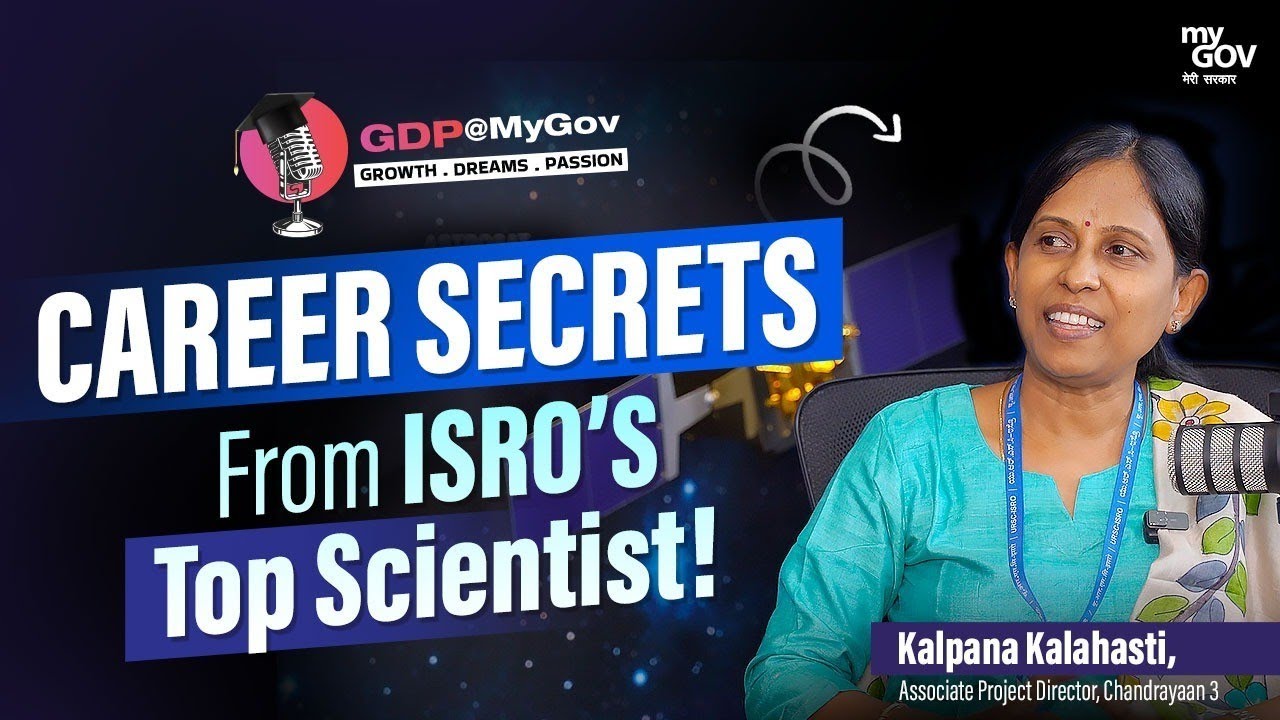 my
GOV
मेरी सरकार
GDP@MyGov
GROWTH . DREAMS . PASSION
CAREER SECRETS
From ISRO'S
Top Scientist!
Kalpana Kalahasti,
Associate Project Director, Chandrayaan 3